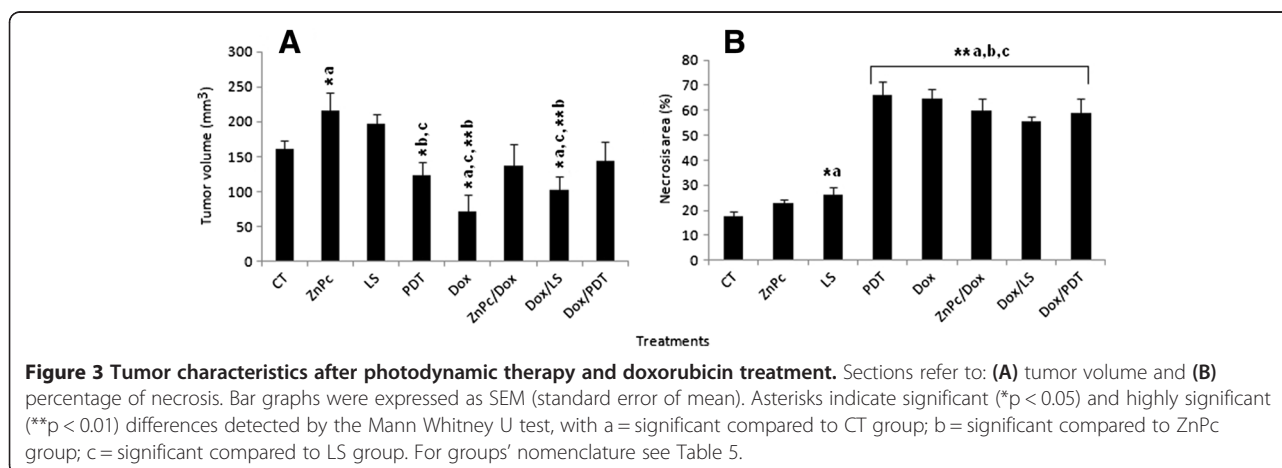 A
B
Tumor volume (mm³)
300
250
200
150
100
50
0
*a
*b,c
*a,c,**b
*a,c,**b
CT
ZnPc
LS
PDT
Dox
ZnPc/Dox
Dox/LS
Dox/PDT
Necrosis area (%)
80
70
60
50
40
30
20
10
0
*a
**a,b,c
CT
ZnPc
LS
PDT
Dox
ZnPc/Dox
Dox/LS
Dox/PDT
Treatments
Figure 3 Tumor characteristics after photodynamic therapy and doxorubicin treatment. Sections refer to: (A) tumor volume and (B)
percentage of necrosis. Bar graphs were expressed as SEM (standard error of mean). Asterisks indicate significant (*p < 0.05) and highly significant
(**p < 0.01) differences detected by the Mann Whitney U test, with a = significant compared to CT group; b = significant compared to ZnPc
group; c = significant compared to LS group. For groups' nomenclature see Table 5.